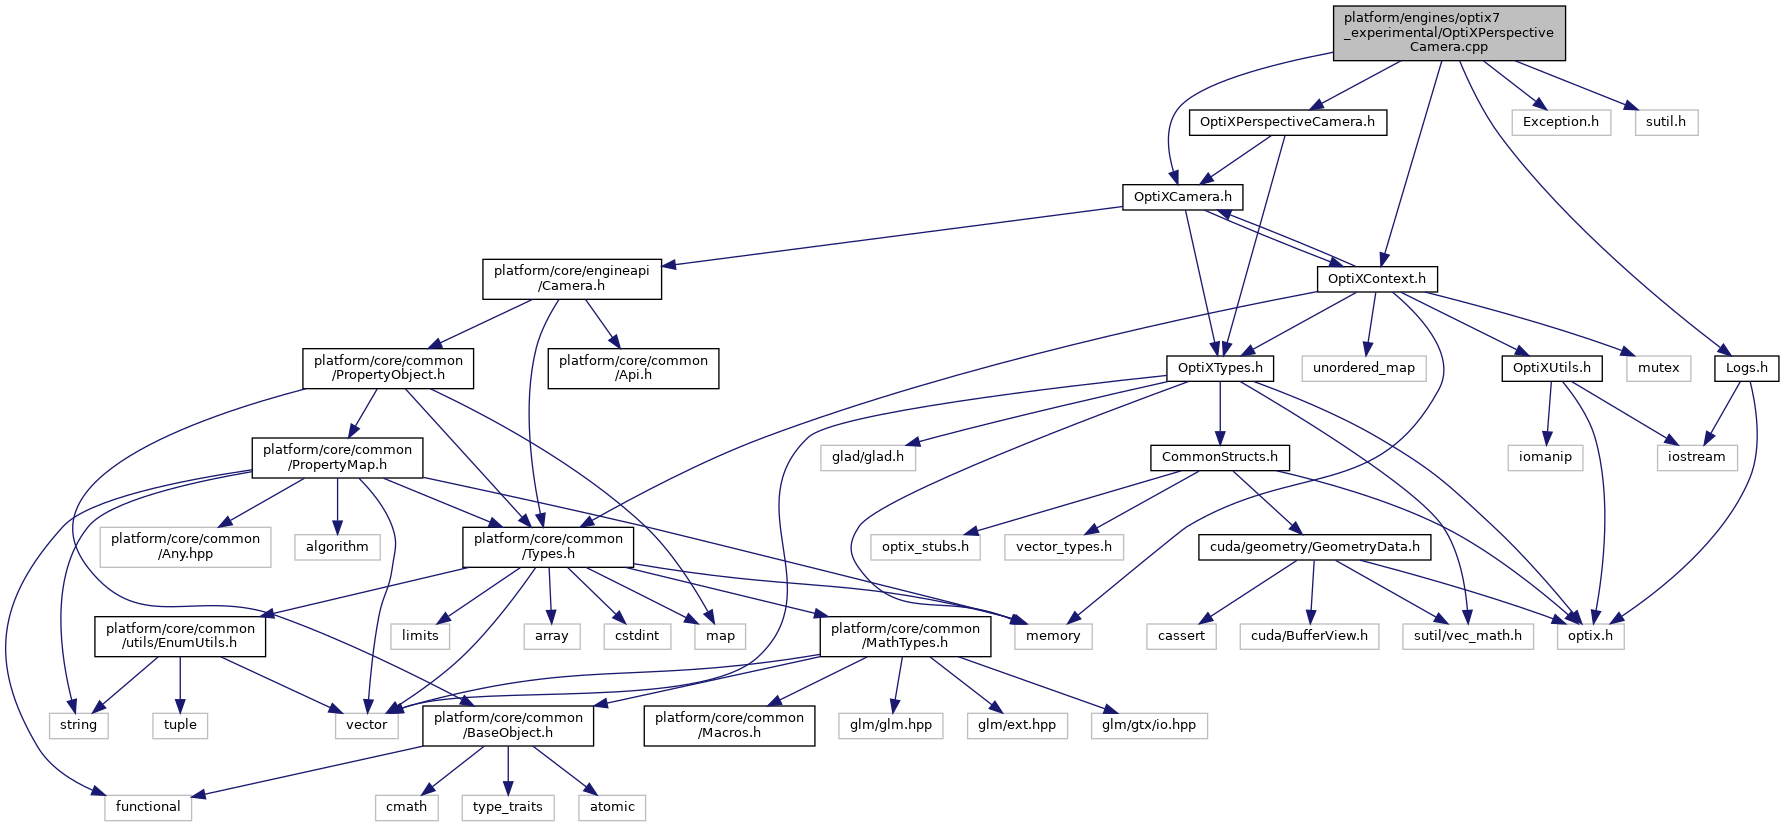 platform/engines/optix7
_experimental/OptiXPerspective
Camera.cpp
OptiXPerspectiveCamera.h
Exception.h
sutil.h
OptiXCamera.h
platform/core/engineapi
/Camera.h
OptiXContext.h
platform/core/common
/PropertyObject.h
platform/core/common
/Api.h
OptiXTypes.h
unordered_map
OptiXUtils.h
mutex
Logs.h
platform/core/common
/PropertyMap.h
glad/glad.h
CommonStructs.h
iomanip
iostream
platform/core/common
/Any.hpp
algorithm
platform/core/common
/Types.h
optix_stubs.h
vector_types.h
cuda/geometry/GeometryData.h
platform/core/common
/utils/EnumUtils.h
limits
array
cstdint
map
platform/core/common
/MathTypes.h
memory
cassert
cuda/BufferView.h
sutil/vec_math.h
optix.h
string
tuple
vector
platform/core/common
/BaseObject.h
platform/core/common
/Macros.h
glm/glm.hpp
glm/ext.hpp
glm/gtx/io.hpp
functional
cmath
type_traits
atomic